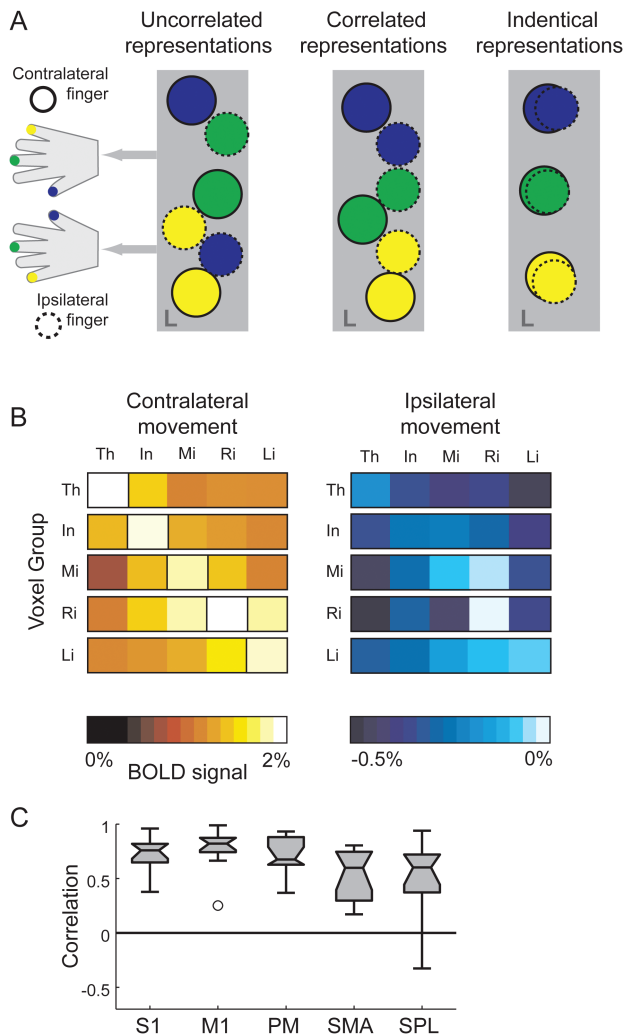 A
Uncorrelated representations
Correlated representations
Indentical representations
Contralateral finger
Ipsilateral finger
L
L
L
B
Contralateral movement
Ipsilateral movement
Th In Mi Ri Li
Th In Mi Ri Li
Voxel Group
Th
In
Mi
Ri
Li
Th
In
Mi
Ri
Li
0% 2%
BOLD signal
-0.5% 0%
C
Correlation
1
0.5
0
-0.5
S1 M1 PM SMA SPL